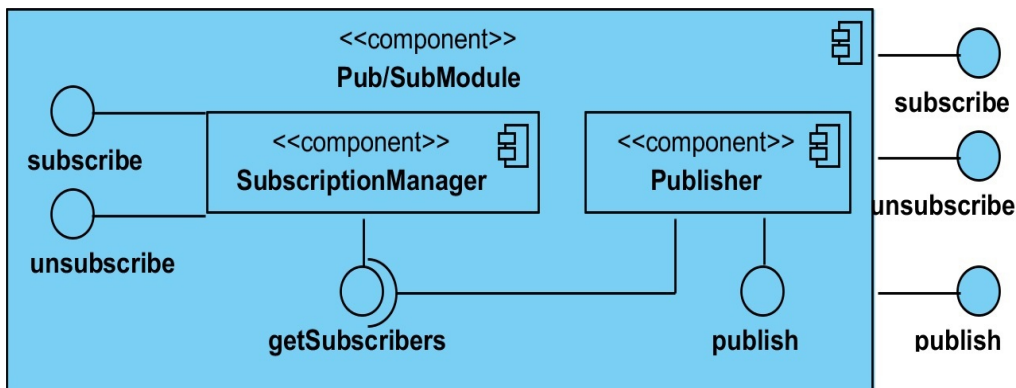 <<component>>
Pub/SubModule
subscribe
<<component>>
SubscriptionManager
<<component>>
Publisher
subscribe
unsubscribe
unsubscribe
getSubscribers
publish
publish